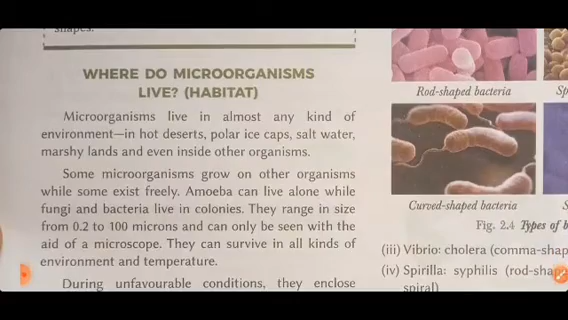 shapes.
WHERE DO MICROORGANISMS
LIVE? (HABITAT)
Microorganisms live in almost any kind of
environment—in hot deserts, polar ice caps, salt water,
marshy lands and even inside other organisms.
Some microorganisms grow on other organisms
while some exist freely. Amoeba can live alone while
fungi and bacteria live in colonies. They range in size
from 0.2 to 100 microns and can only be seen with the
aid of a microscope. They can survive in all kinds of
environment and temperature.
During unfavourable conditions, they enclose
Rod-shaped bacteria
Sp
Curved-shaped bacteria
S
Fig. 2.4 Types of b
(iii) Vibrio: cholera (comma-shap
(iv) Spirilla: syphilis (rod-shap
spiral)